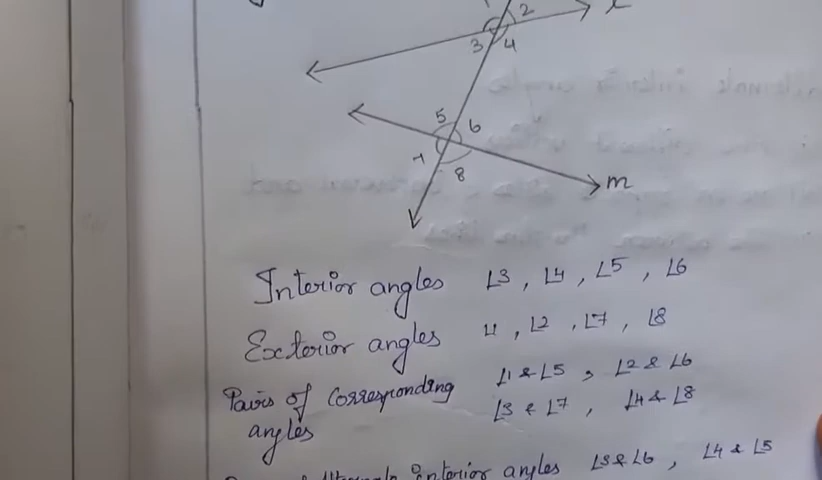 1 2 l
3 4
5 6
7 8 m
Interior angles ∠3 , ∠4 , ∠5 , ∠6
Exterior angles ∠1 , ∠2 , ∠7 , ∠8
Pairs of Corresponding ∠1 & ∠5 , ∠2 & ∠6
angles ∠3 & ∠7 , ∠4 & ∠8
interior angles ∠3 & ∠6 , ∠4 & ∠5